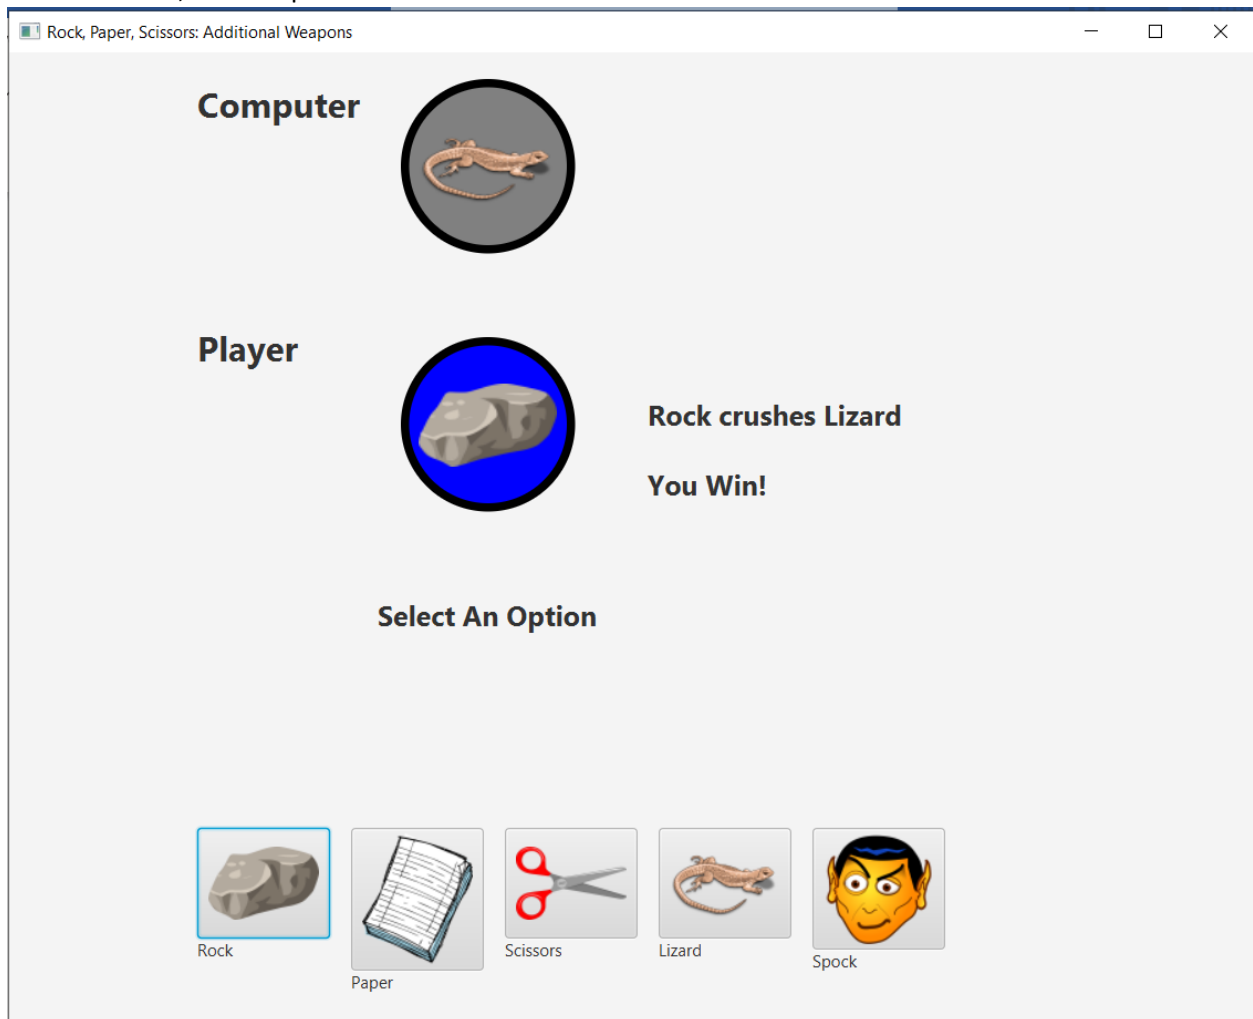 Rock, Paper, Scissors: Additional Weapons
Computer
Player
Rock crushes Lizard
You Win!
Select An Option
Rock
Paper
Scissors
Lizard
Spock